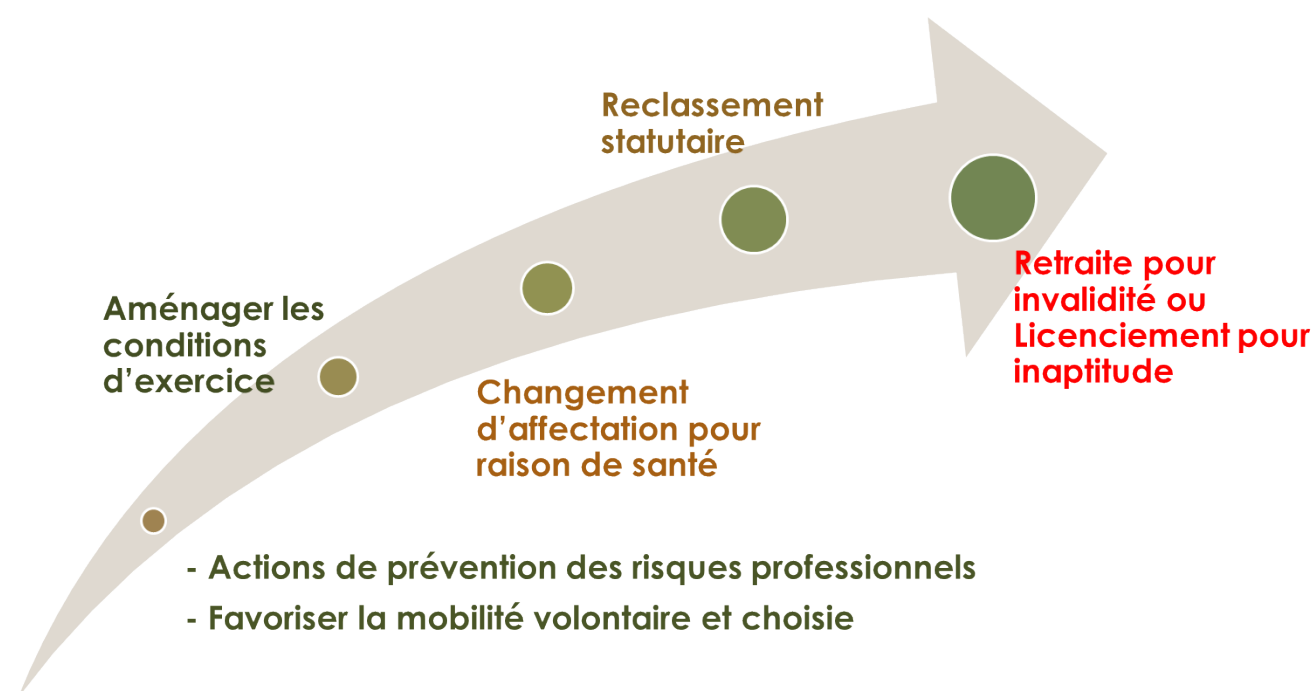 Reclassement
statutaire
Retraite pour
invalidité ou
Licenciement pour
inaptitude
Aménager les
conditions
d’exercice
Changement
d’affectation pour
raison de santé
- Actions de prévention des risques professionnels
- Favoriser la mobilité volontaire et choisie